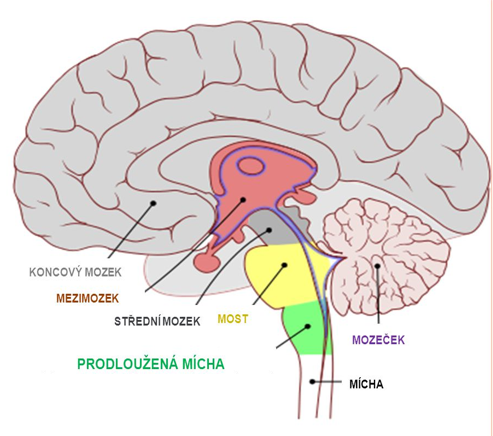 KONCOVÝ MOZEK
MEZIMOZEK
STŘEDNÍ MOZEK
MOST
MOZEČEK
PRODLOUŽENÁ MÍCHA
MÍCHA